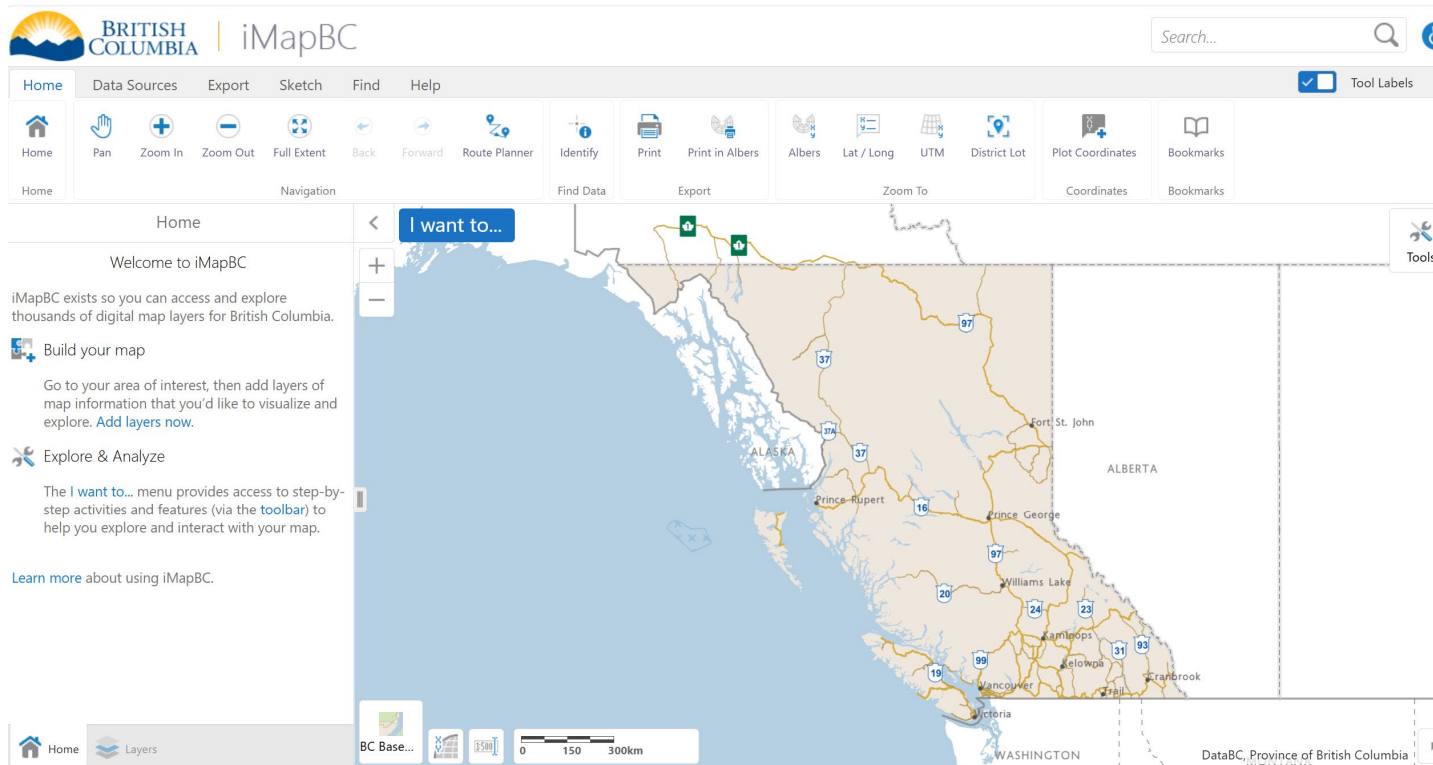 BRITISH
COLUMBIA
iMapBC
Search...
Home Data Sources Export Sketch Find Help
Tool Labels
Home Pan Zoom In Zoom Out Full Extent Back Forward Route Planner Identify Print Print in Albers Albers Lat / Long UTM District Lot Plot Coordinates Bookmarks
Home Navigation Find Data Export Zoom To Coordinates Bookmarks
Home
I want to...
Tools
Welcome to iMapBC
iMapBC exists so you can access and explore
thousands of digital map layers for British Columbia.
Build your map
Go to your area of interest, then add layers of
map information that you'd like to visualize and
explore. Add layers now.
Explore & Analyze
The I want to... menu provides access to step-by-
step activities and features (via the toolbar) to
help you explore and interact with your map.
Learn more about using iMapBC.
Home
Layers
1
1
97
37
37A
Fort St. John
ALASKA
37
ALBERTA
Prince Rupert
16
Prince George
97
Williams Lake
20
24
23
Kamloops
31
93
99
Kelowna
19
Cranbrook
Vancouver
Trail
Victoria
BC Base...
1:500
0 150 300km
WASHINGTON
MONTANA
DataBC, Province of British Columbia